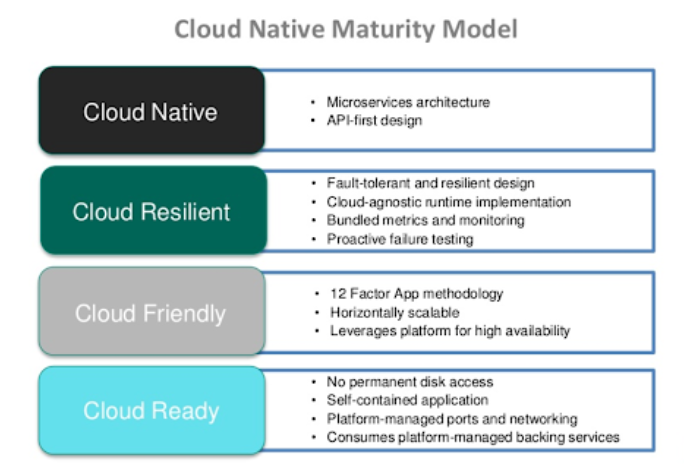 Cloud Native Maturity Model
Cloud Native
• Microservices architecture
• API-first design
Cloud Resilient
• Fault-tolerant and resilient design
• Cloud-agnostic runtime implementation
• Bundled metrics and monitoring
• Proactive failure testing
Cloud Friendly
• 12 Factor App methodology
• Horizontally scalable
• Leverages platform for high availability
Cloud Ready
• No permanent disk access
• Self-contained application
• Platform-managed ports and networking
• Consumes platform-managed backing services